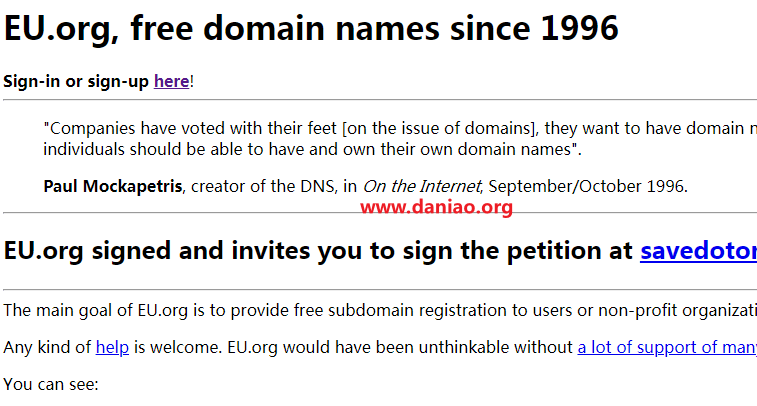 EU.org, free domain names since 1996
Sign-in or sign-up here!
"Companies have voted with their feet [on the issue of domains], they want to have domain
individuals should be able to have and own their own domain names".
Paul Mockapetris, creator of the DNS, in On the Internet, September/October 1996.
www.daniao.org
EU.org signed and invites you to sign the petition at
The main goal of EU.org is to provide free subdomain registration to users or non-profit
Any kind of help is welcome. EU.org would have been unthinkable without a lot of support of
You can see: